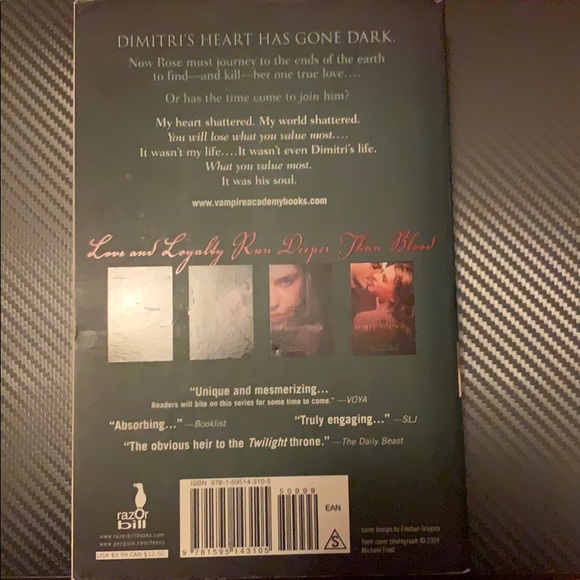 DIMITRI'S HEART HAS GONE DARK.
Now Rose must journey to the ends of the earth
to find—and kill—her one true love....
Or has the time come to join him?
My heart shattered. My world shattered.
You will lose what you value most....
It wasn't my life....It wasn't even Dimitri's life.
What you value most.
It was his soul.
www.vampireacademybooks.com
Love and Loyalty Run Deeper Than Blood
"Unique and mesmerizing...
Readers will bite on this series for some time to come." —VOYA
"Absorbing..." —Booklist
"Truly engaging..." —SLJ
"The obvious heir to the Twilight throne." —The Daily Beast
razOr
bill
www.razorbillbooks.com
www.penguin.com/teens
USA $9.99 CAN $12.50
ISBN 978-1-59514-310-5
50999
EAN
9 781595 143105
S
cover design by Emilian Gregory
front cover photograph © 2009
Michael Frost